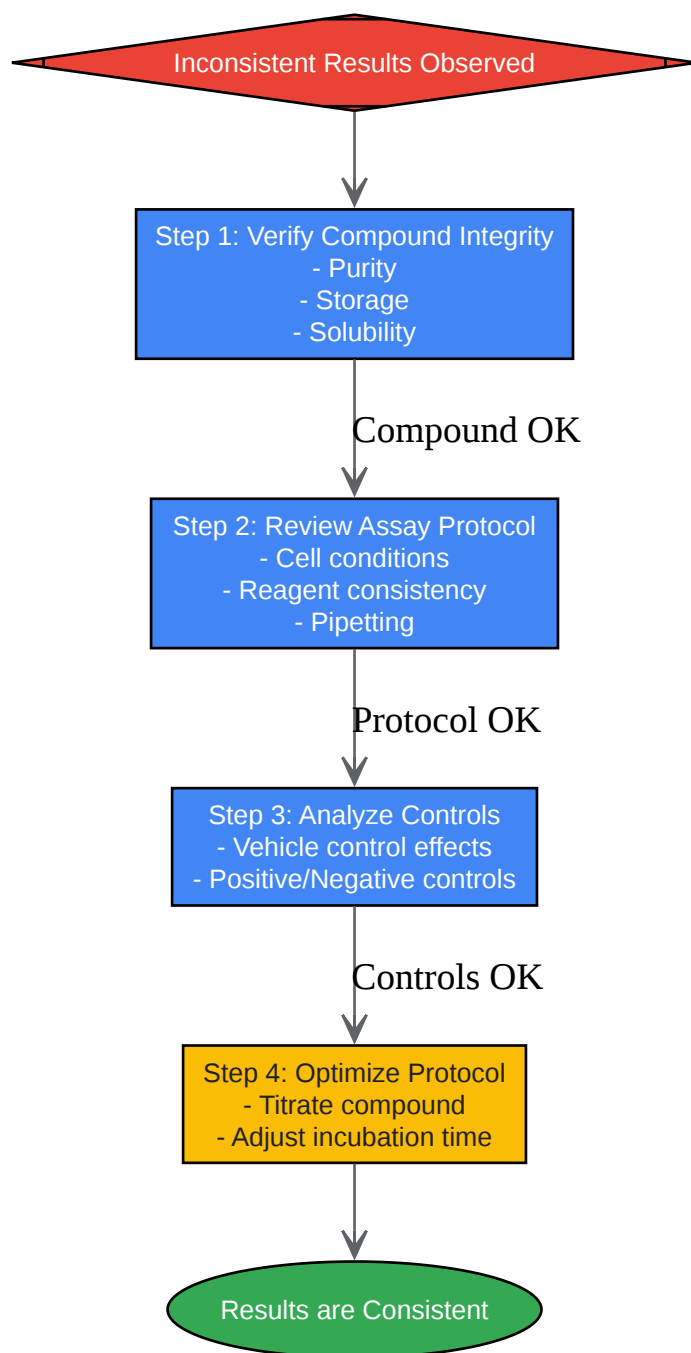 Inconsistent Results Observed
Step 1: Verify Compound Integrity
- Purity
- Storage
- Solubility
Compound OK
Step 2: Review Assay Protocol
- Cell conditions
- Reagent consistency
- Pipetting
Protocol OK
Step 3: Analyze Controls
- Vehicle control effects
- Positive/Negative controls
Controls OK
Step 4: Optimize Protocol
- Titrate compound
- Adjust incubation time
Results are Consistent